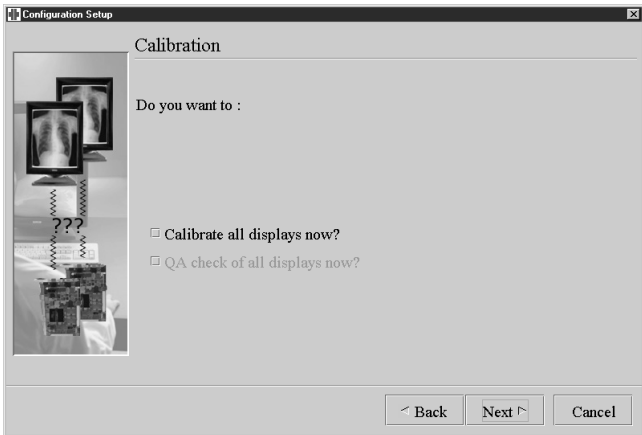 Configuration Setup
Calibration
Do you want to :
???
Calibrate all displays now?
QA check of all displays now?
Back
Next
Cancel